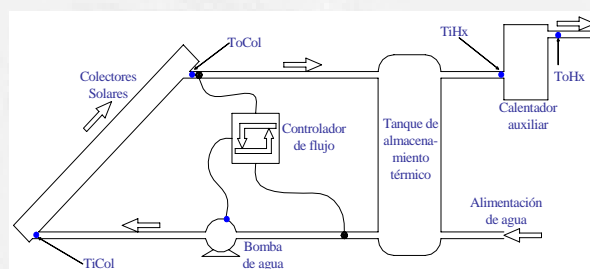 ToCol
TiHx
Colectores
Solares
ToHx
Calentador
auxiliar
Controlador
de flujo
Tanque de
almacena-
miento
térmico
Alimentación
de agua
Bomba
de agua
TiCol